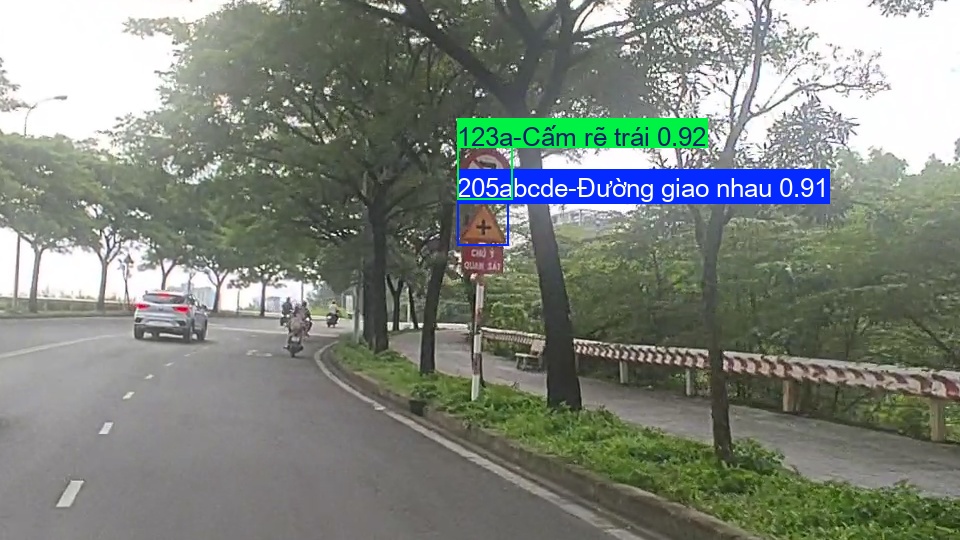 123a-Cấm rẽ trái 0.92
205abcde-Đường giao nhau 0.91
CHÚ Ý
QUAN SÁT